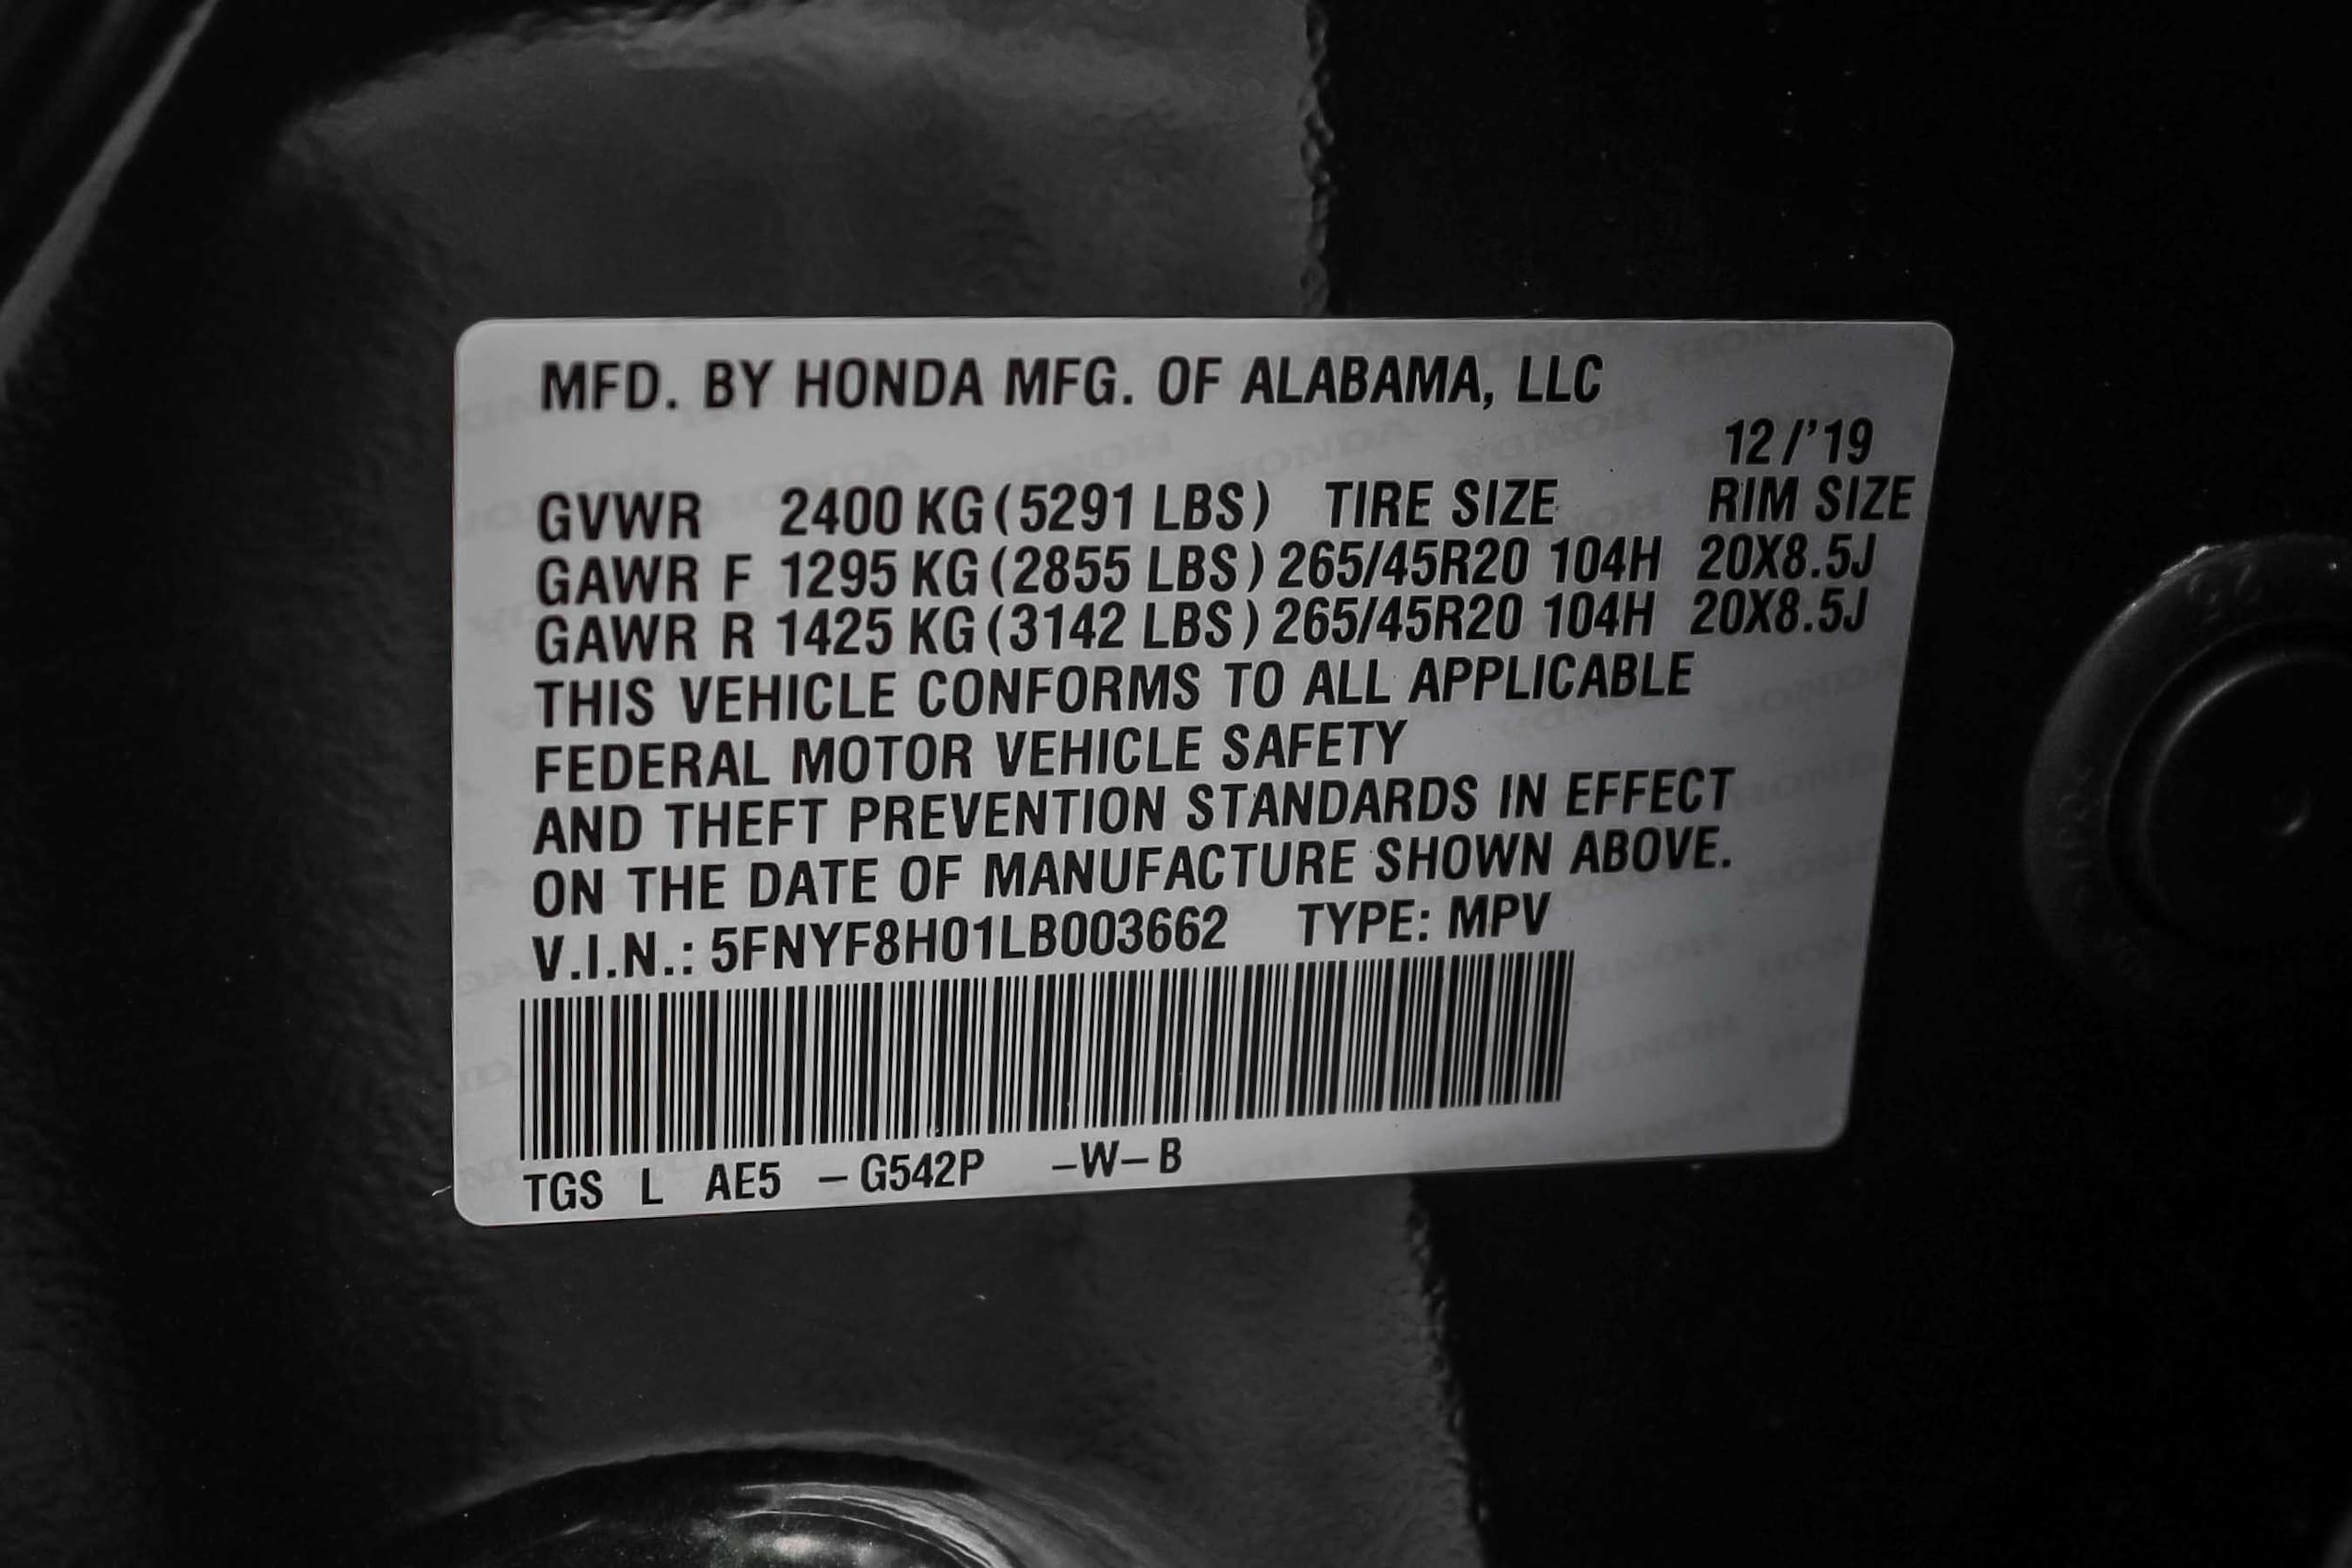 MFD. BY HONDA MFG. OF ALABAMA, LLC
12/'19
GVWR 2400 KG (5291 LBS) TIRE SIZE RIM SIZE
GAWR F 1295 KG (2855 LBS) 265/45R20 104H 20X8.5J
GAWR R 1425 KG (3142 LBS) 265/45R20 104H 20X8.5J
THIS VEHICLE CONFORMS TO ALL APPLICABLE
FEDERAL MOTOR VEHICLE SAFETY
AND THEFT PREVENTION STANDARDS IN EFFECT
ON THE DATE OF MANUFACTURE SHOWN ABOVE.
V.I.N.: 5FNYF8H01LB003662 TYPE: MPV
TGS L AE5 –G542P –W–B